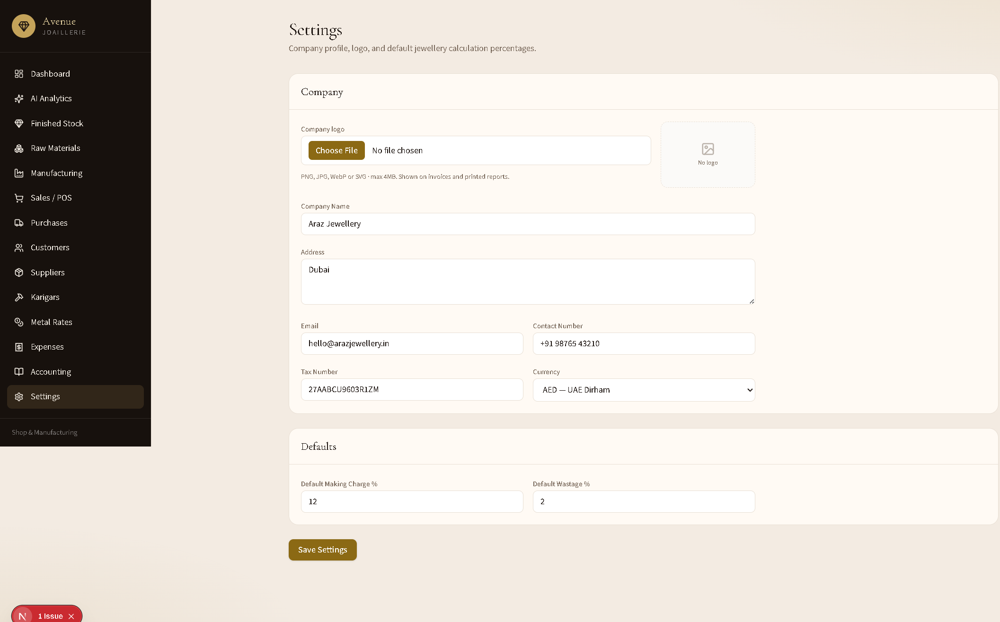 Avenue
JOAILLERIE
Dashboard
AI Analytics
Finished Stock
Raw Materials
Manufacturing
Sales / POS
Purchases
Customers
Suppliers
Karigars
Metal Rates
Expenses
Accounting
Settings
Shop & Manufacturing
N 1 Issue
Settings
Company profile, logo, and default jewellery calculation percentages.
Company
Company logo
Choose File No file chosen
PNG, JPG, WebP or SVG · max 4MB. Shown on invoices and printed reports.
No logo
Company Name
Araz Jewellery
Address
Dubai
Email
hello@arazjewellery.in
Contact Number
+91 98765 43210
Tax Number
27AABCU9603R1ZM
Currency
AED — UAE Dirham
Defaults
Default Making Charge %
12
Default Wastage %
2
Save Settings